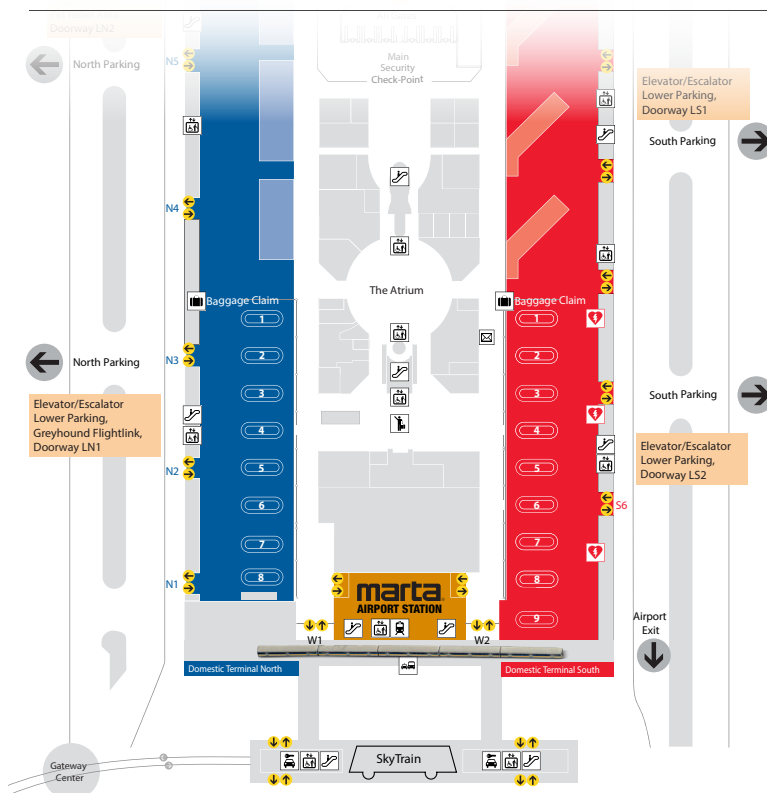 Doorway LN2
N5
North Parking
Main
Security
Check-Point
Elevator/Escalator
Lower Parking,
Doorway LS1
South Parking
N4
The Atrium
Baggage Claim
Baggage Claim
1
2
3
4
5
6
7
8
1
2
3
4
5
6
7
8
9
N3
North Parking
South Parking
Elevator/Escalator
Lower Parking,
Greyhound Flightlink,
Doorway LN1
Elevator/Escalator
Lower Parking,
Doorway LS2
N2
S6
N1
marta
AIRPORT STATION
W1
W2
Airport
Exit
Domestic Terminal North
Domestic Terminal South
SkyTrain
Gateway
Center